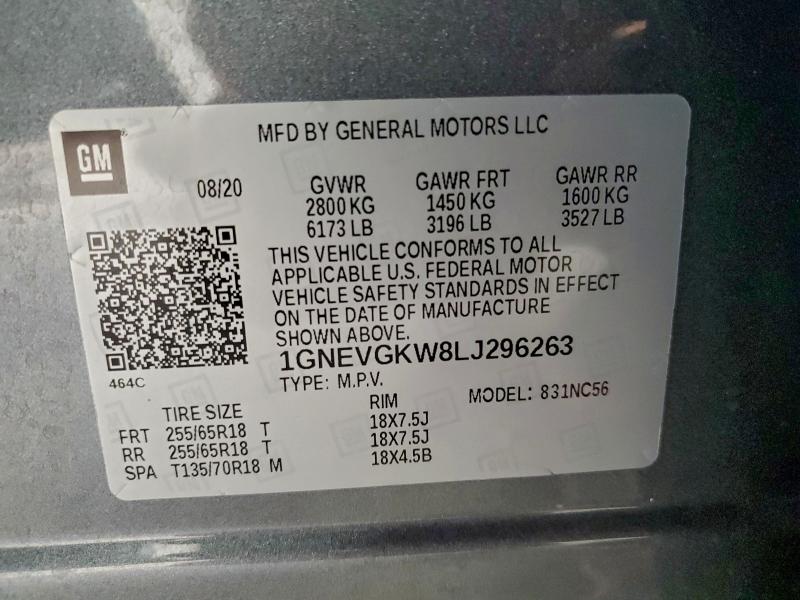 GM
MFD BY GENERAL MOTORS LLC
08/20
GVWR GAWR FRT GAWR RR
2800 KG 1450 KG 1600 KG
6173 LB 3196 LB 3527 LB
THIS VEHICLE CONFORMS TO ALL
APPLICABLE U.S. FEDERAL MOTOR
VEHICLE SAFETY STANDARDS IN EFFECT
ON THE DATE OF MANUFACTURE
SHOWN ABOVE.
1GNEVGKW8LJ296263
464C
TYPE: M.P.V. MODEL: 831NC56
TIRE SIZE RIM
FRT 255/65R18 T 18X7.5J
RR 255/65R18 T 18X7.5J
SPA T135/70R18 M 18X4.5B